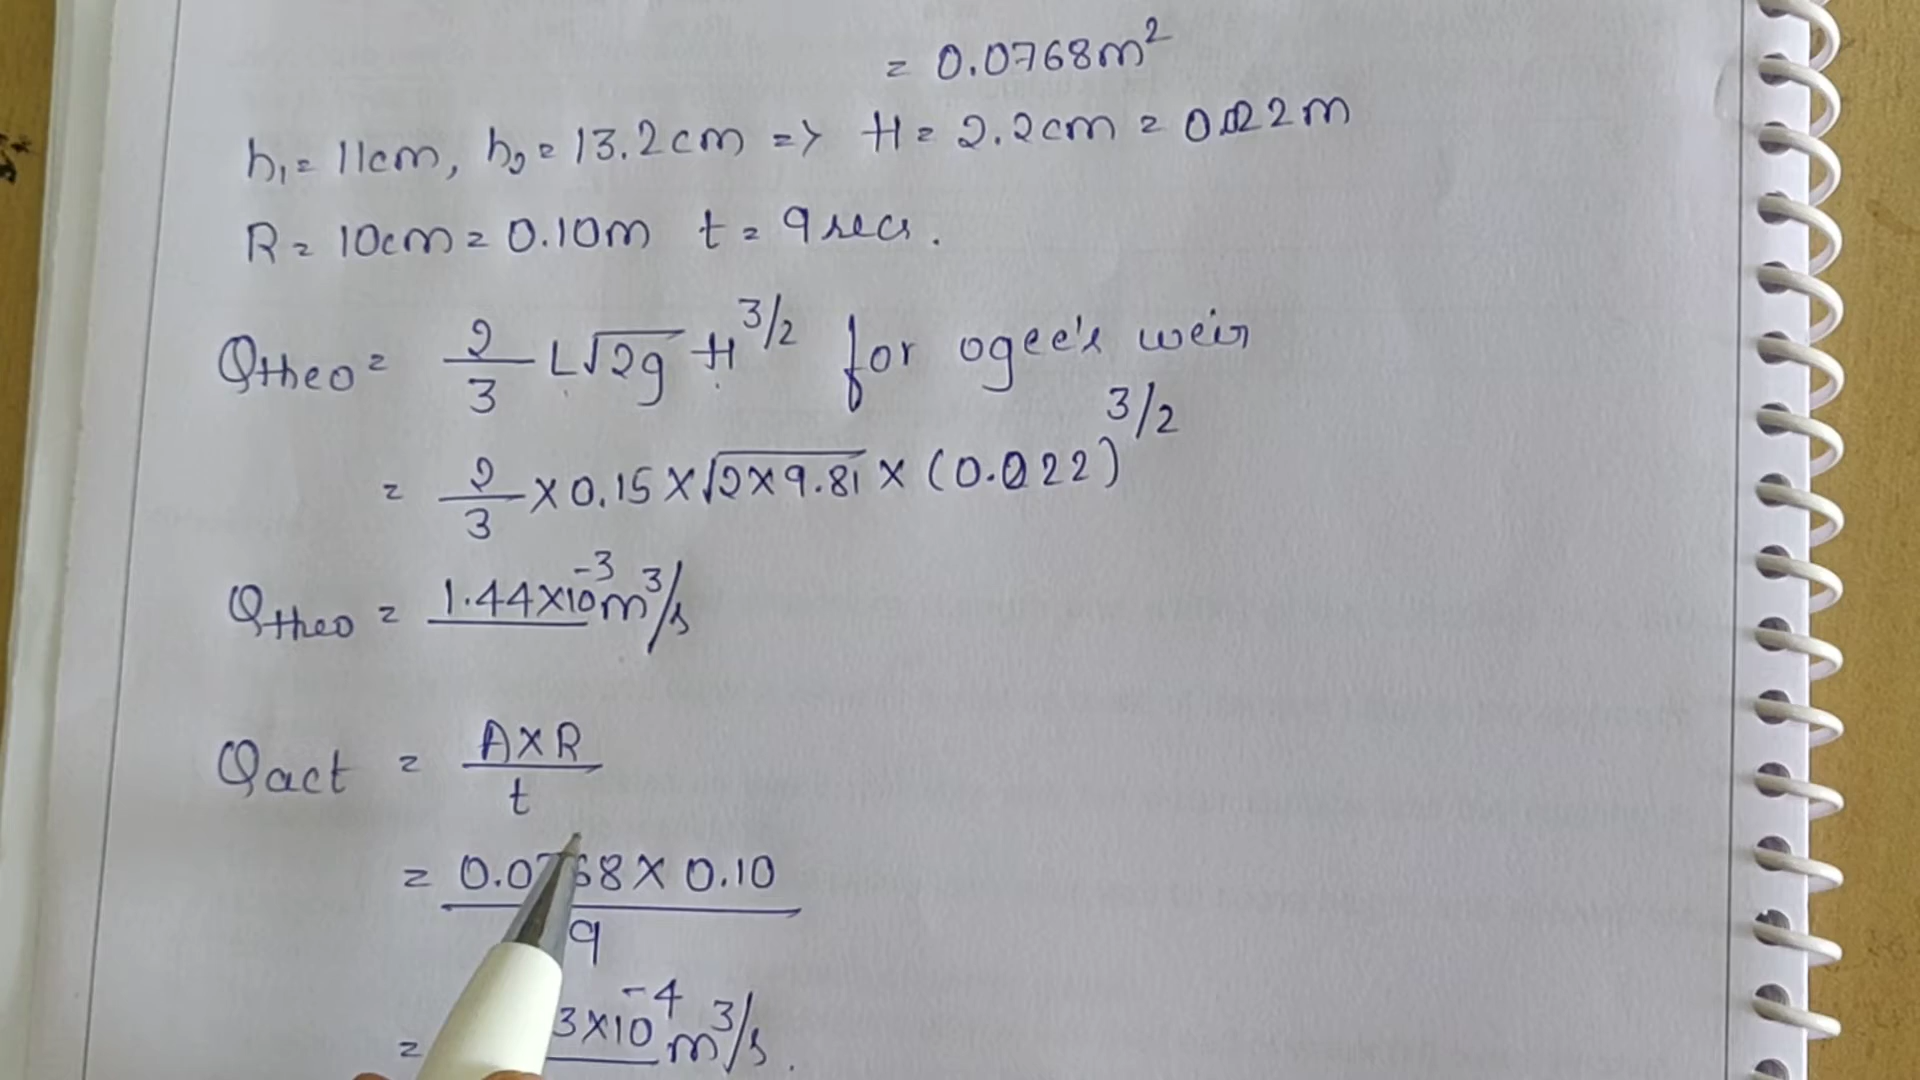 = 0.0768m²
h₁= 11cm, h₂= 13.2cm => H= 2.2cm = 0.022m
R= 10cm = 0.10m t= 9 secs.
Qtheo = 2/3 L√2g H^3/2 for ogee's weir
= 2/3 × 0.15 × √2×9.81 × (0.022)^3/2
Qtheo = 1.44×10⁻³ m³/s
Qact = A×R / t
= 0.0768 × 0.10 / 9
= 3×10⁻⁴ m³/s.